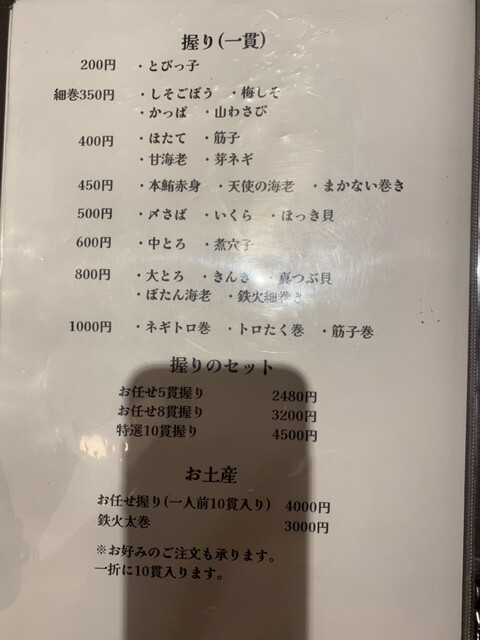 握り(一貫)
200円 ・とびっ子
細巻350円 ・しそごぼう ・梅しそ
・かっぱ ・山わさび
400円 ・ほたて ・筋子
・甘海老 ・芽ネギ
450円 ・本鮪赤身 ・天使の海老 ・まかない巻き
500円 ・〆さば ・いくら ・ほっき貝
600円 ・中とろ ・煮穴子
800円 ・大とろ ・きんき ・真つぶ貝
・ぼたん海老 ・鉄火細巻き
1000円 ・ネギトロ巻 ・トロたく巻 ・筋子巻
握りのセット
お任せ5貫握り 2480円
お任せ8貫握り 3200円
特選10貫握り 4500円
お土産
お任せ握り(一人前10貫入り) 4000円
鉄火太巻 3000円
※お好みのご注文も承ります。
一折に10貫入ります。